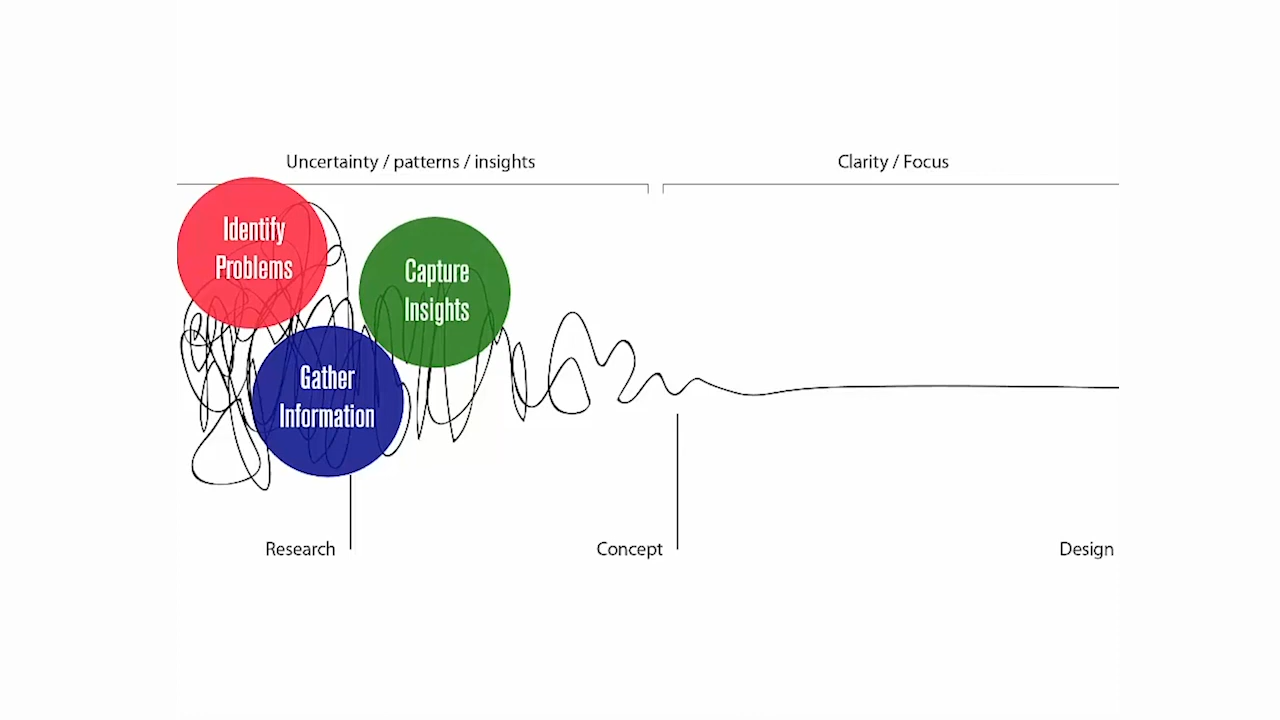 Uncertainty / patterns / insights
Clarity / Focus
Identify
Problems
Capture
Insights
Gather
Information
Research
Concept
Design